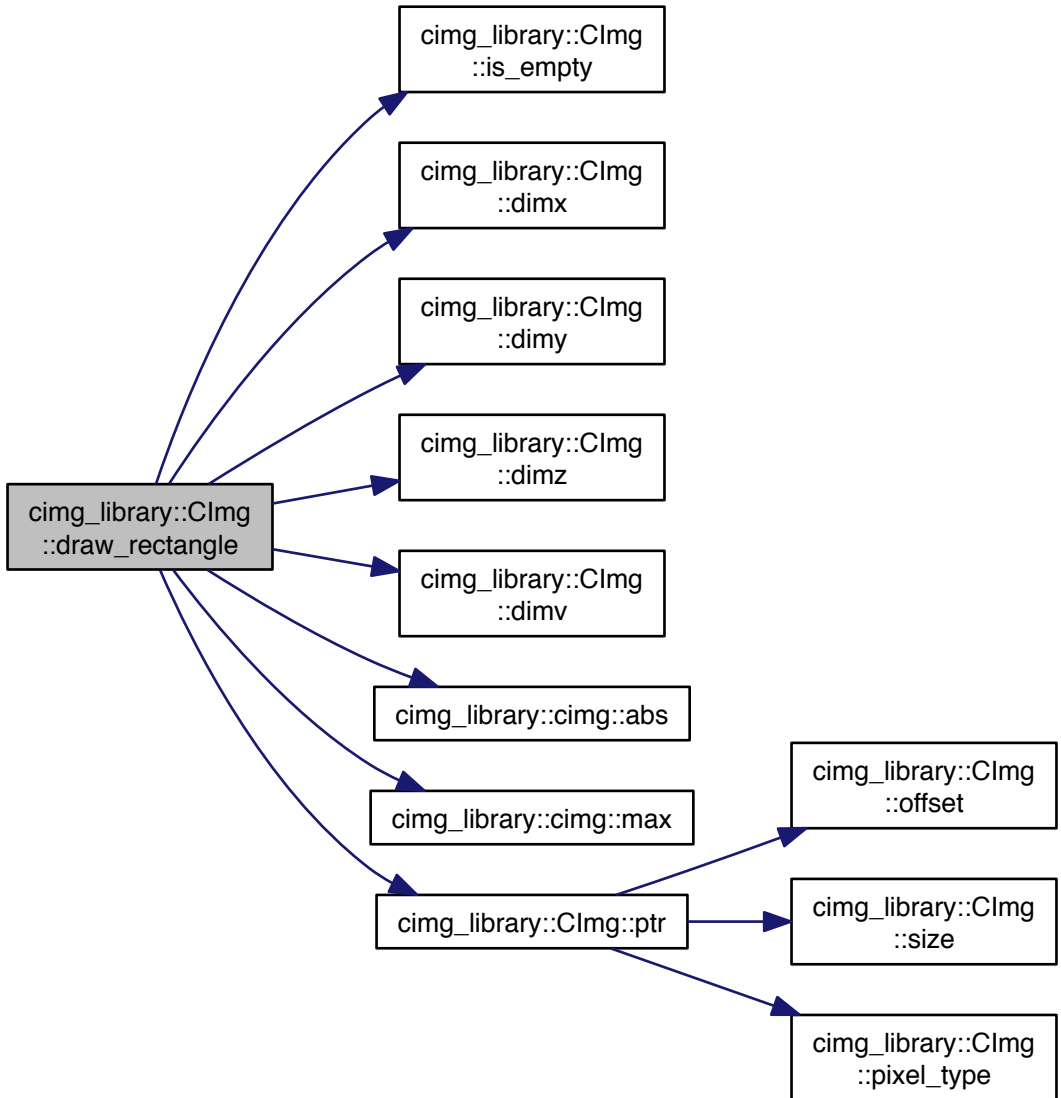 cimg_library::CImg
::is_empty
cimg_library::CImg
::dimx
cimg_library::CImg
::dimy
cimg_library::CImg
::dimz
cimg_library::CImg
::draw_rectangle
cimg_library::CImg
::dimv
cimg_library::cimg::abs
cimg_library::cimg::max
cimg_library::CImg::ptr
cimg_library::CImg
::offset
cimg_library::CImg
::size
cimg_library::CImg
::pixel_type